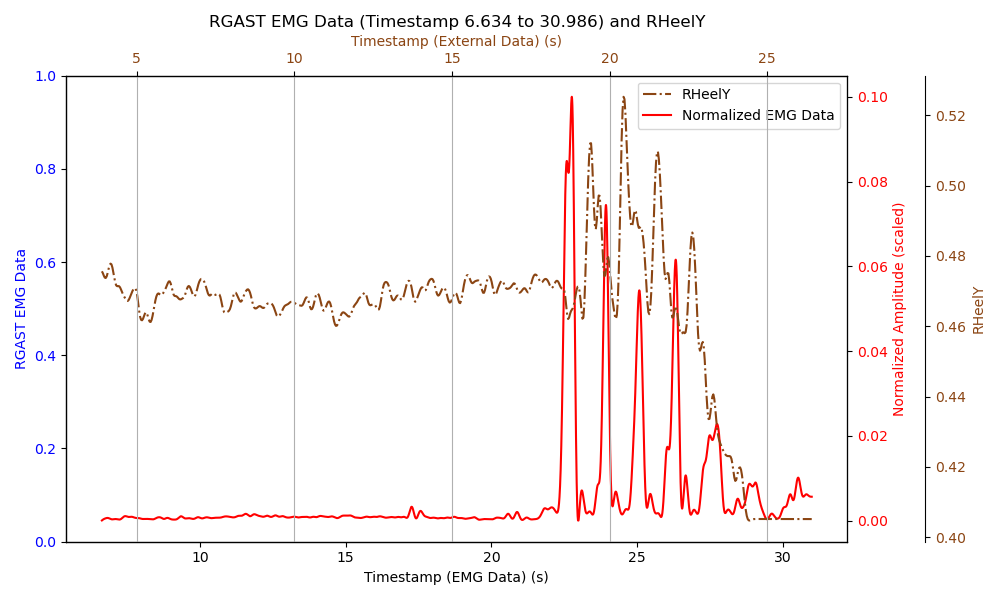 RGAST EMG Data (Timestamp 6.634 to 30.986) and RHeelY
Timestamp (External Data) (s)
5 10 15 20 25
RHeelY
Normalized EMG Data
1.0
0.8
0.6
0.4
0.2
0.0
RGAST EMG Data
0.10
0.08
0.06
0.04
0.02
0.00
Normalized Amplitude (scaled)
0.52
0.50
0.48
0.46
0.44
0.42
0.40
RHeelY
10 15 20 25 30
Timestamp (EMG Data) (s)